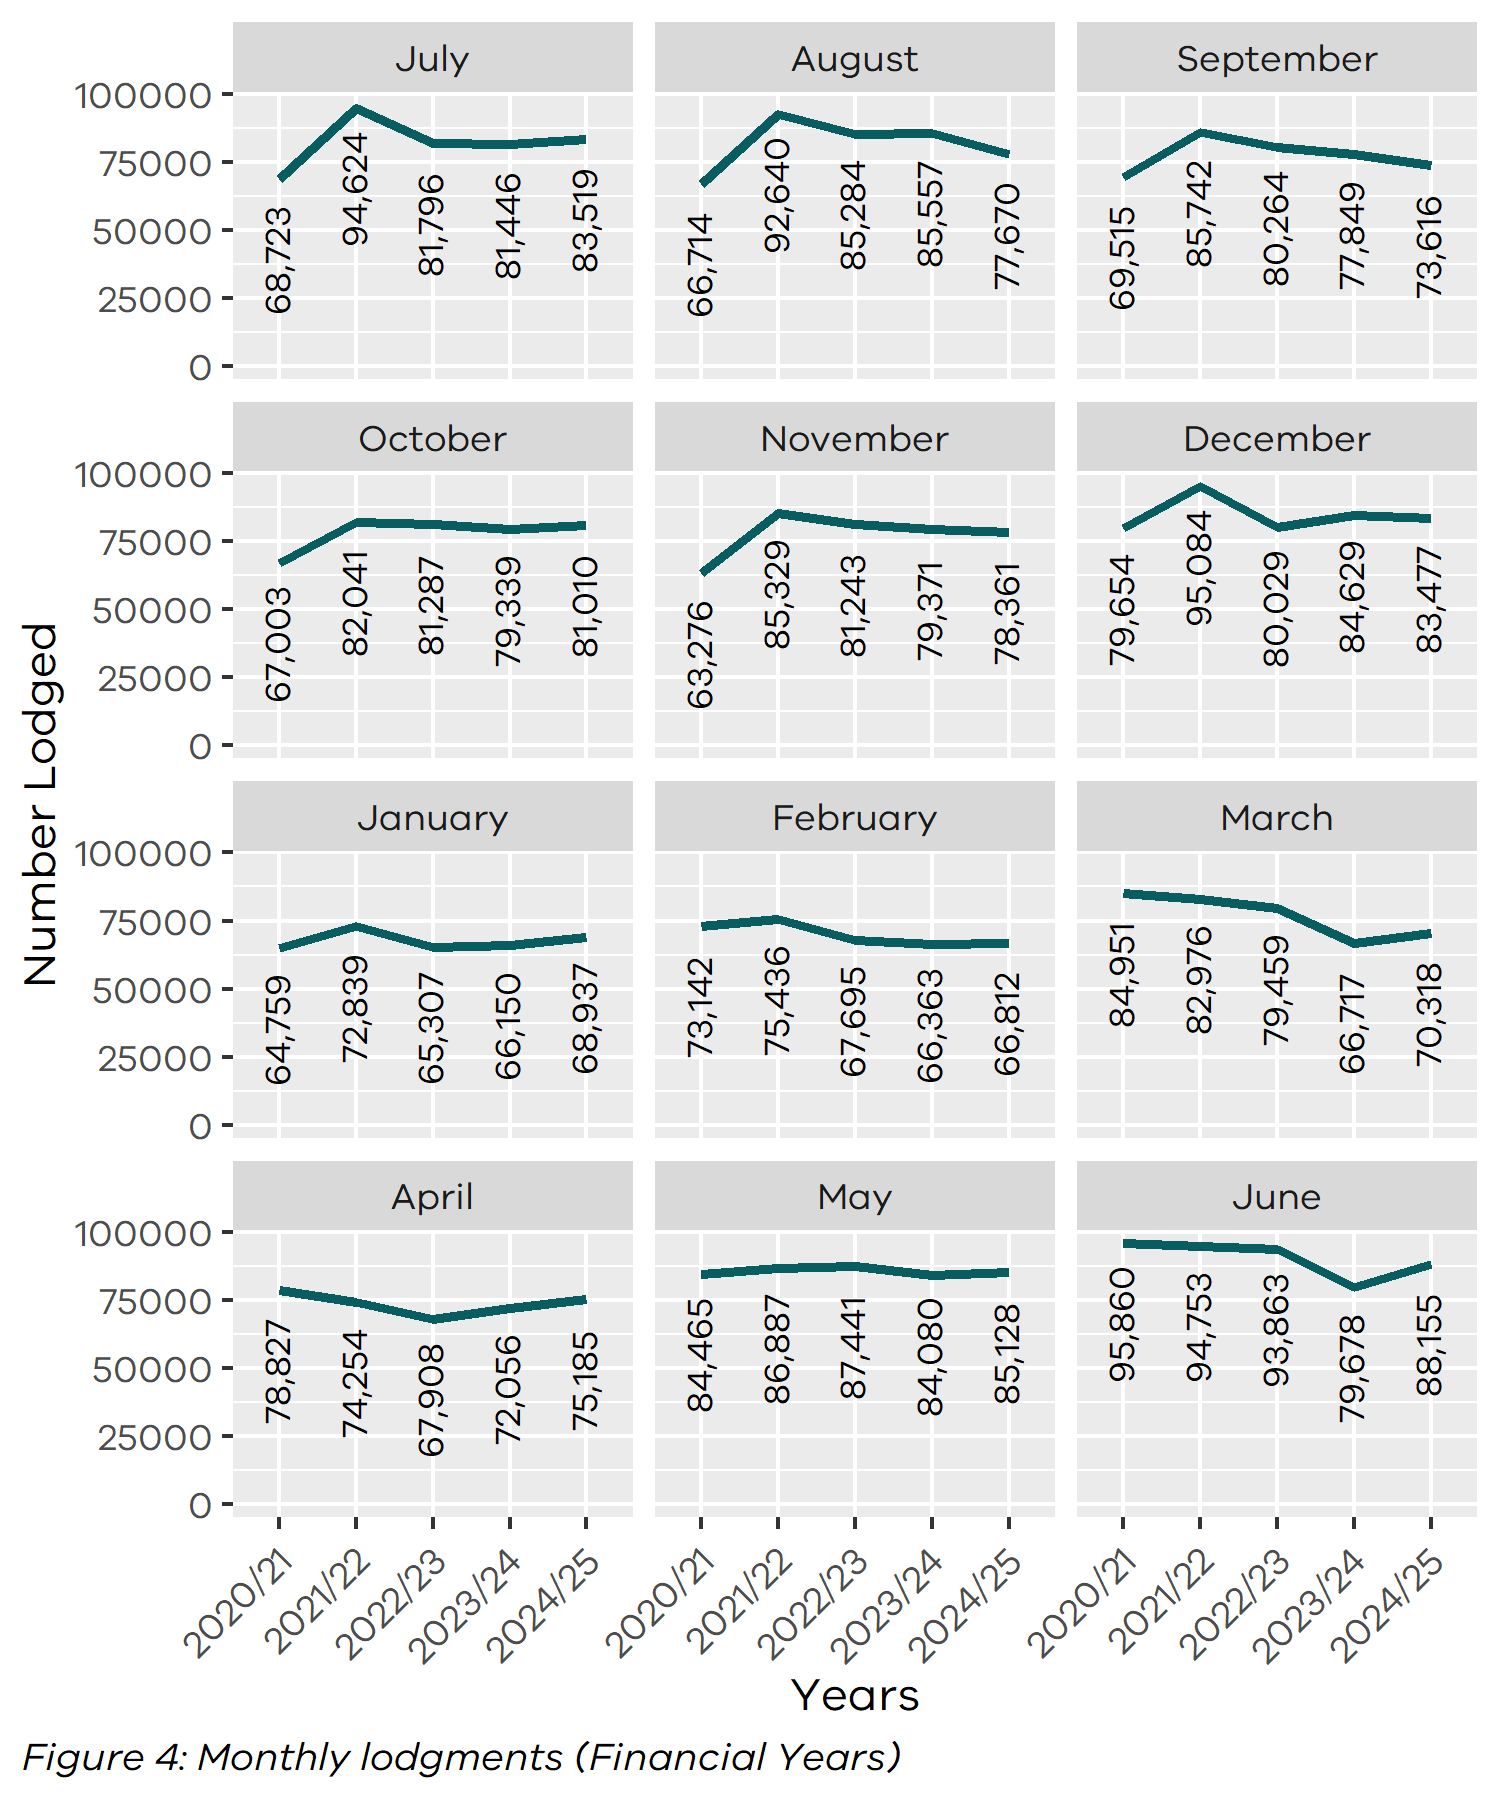 July August September
100000
75000
50000
25000
0
68,723 94,624 81,796 81,446 83,519
66,714 92,640 85,284 85,557 77,670
69,515 85,742 80,264 77,849 73,616
October November December
100000
75000
50000
25000
0
67,003 82,041 81,287 79,339 81,010
63,276 85,329 81,243 79,371 78,361
79,654 95,084 80,029 84,629 83,477
Number Lodged
January February March
100000
75000
50000
25000
0
64,759 72,839 65,307 66,150 68,937
73,142 75,436 67,695 66,363 66,812
84,951 82,976 79,459 66,717 70,318
April May June
100000
75000
50000
25000
0
78,827 74,254 67,908 72,056 75,185
84,465 86,887 87,441 84,080 85,128
95,860 94,753 93,863 79,678 88,155
2020/21 2021/22 2022/23 2023/24 2024/25 2020/21 2021/22 2022/23 2023/24 2024/25 2020/21 2021/22 2022/23 2023/24 2024/25
Years
Figure 4: Monthly lodgments (Financial Years)